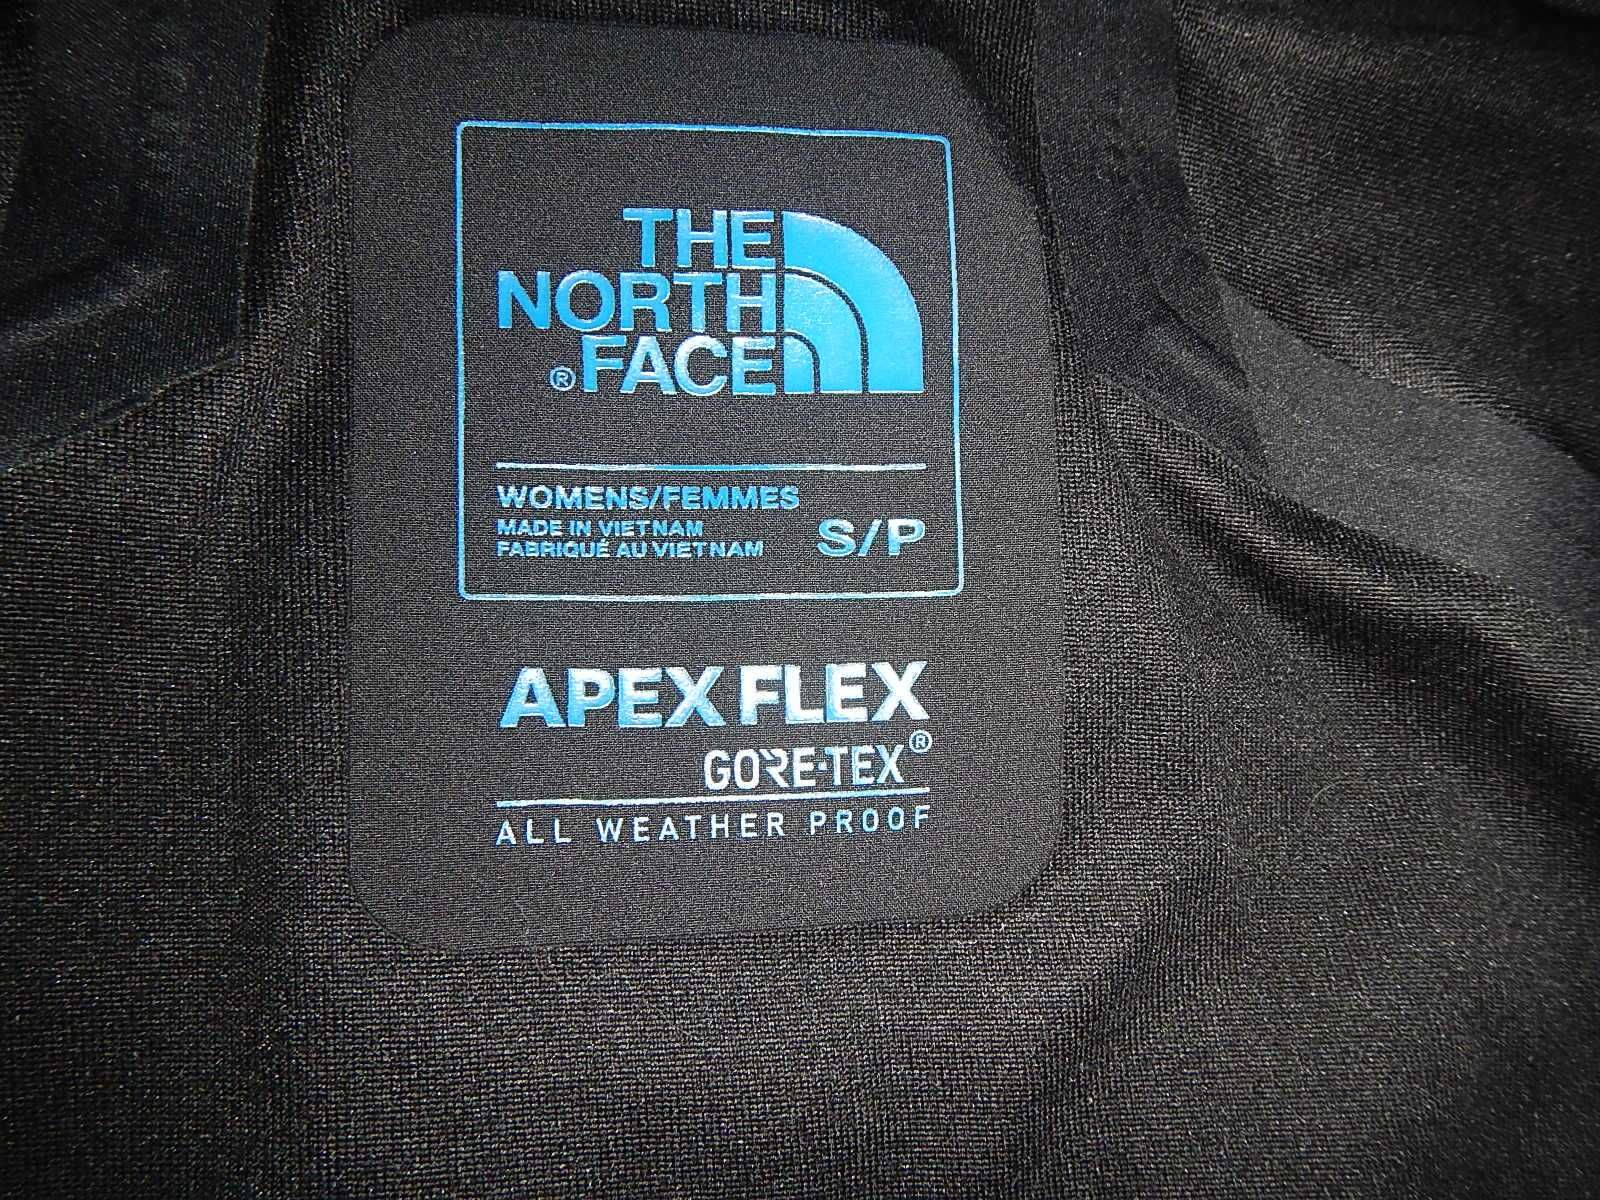 THE
NORTH
® FACE
WOMENS/FEMMES
MADE IN VIETNAM
FABRIQUÉ AU VIETNAM
S/P
APEX FLEX
GORE-TEX®
ALL WEATHER PROOF